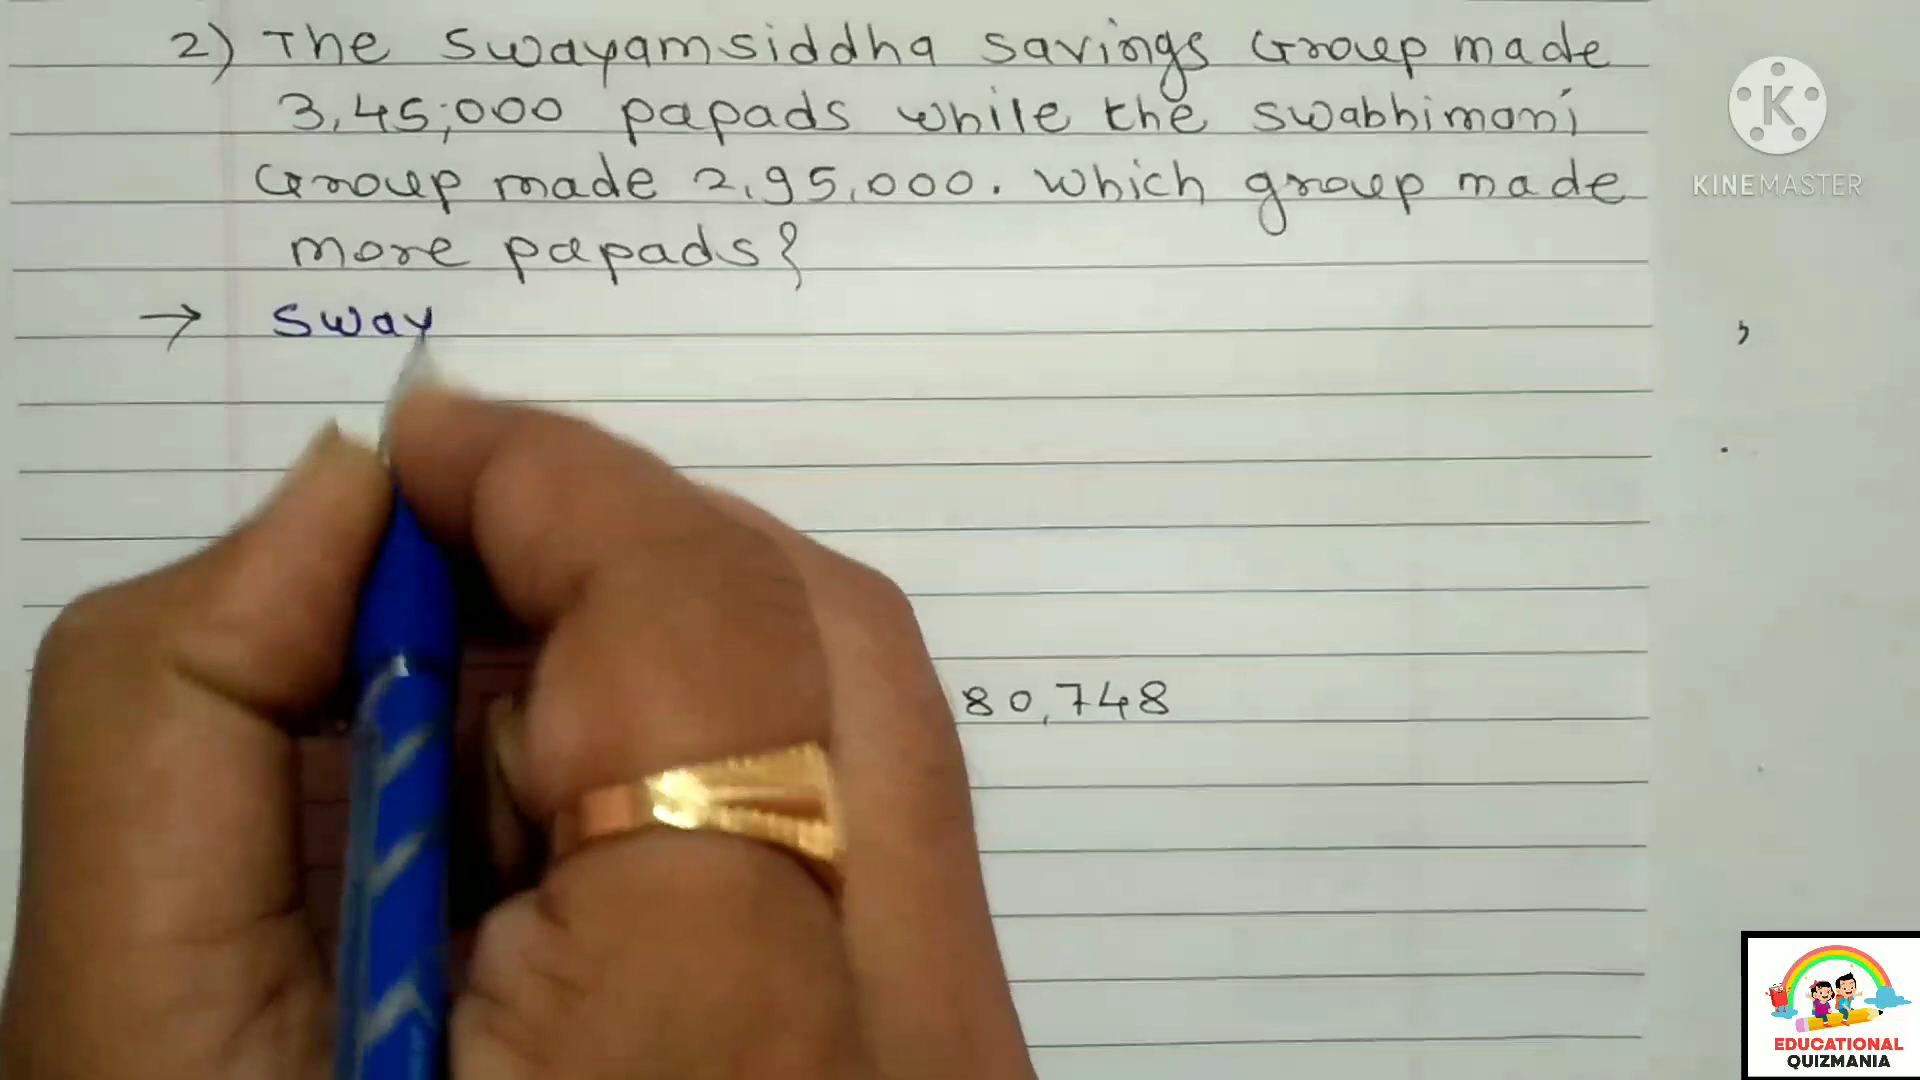 2) The Swayamsiddha savings Group made
3,45,000 papads while the swabhimani
Group made 2,95,000. Which group made
more papads?
→ Sway
80,748
K
KINEMASTER
EDUCATIONAL
QUIZMANIA